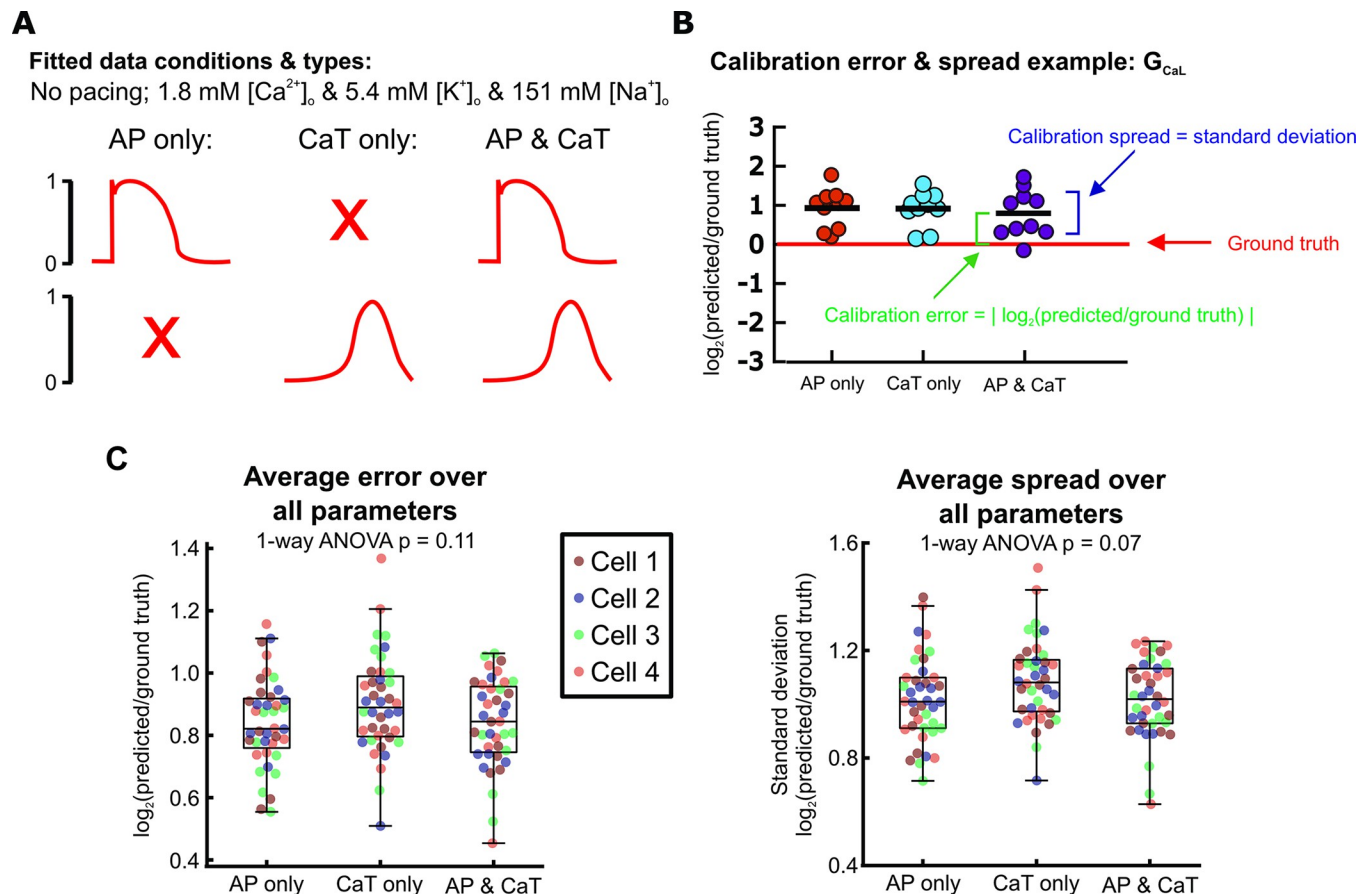 A
Fitted data conditions & types:
No pacing; 1.8 mM [Ca²⁺]ₒ & 5.4 mM [K⁺]ₒ & 151 mM [Na⁺]ₒ
AP only:
CaT only:
AP & CaT
1
0
X
1
0
X
B
Calibration error & spread example: G_CaL
log₂(predicted/ground truth)
3
2
1
0
-1
-2
-3
Calibration spread = standard deviation
Ground truth
Calibration error = | log₂(predicted/ground truth) |
AP only
CaT only
AP & CaT
C
Average error over
all parameters
1-way ANOVA p = 0.11
log₂(predicted/ground truth)
1.4
1.2
1.0
0.8
0.6
0.4
AP only
CaT only
AP & CaT
Cell 1
Cell 2
Cell 3
Cell 4
Average spread over
all parameters
1-way ANOVA p = 0.07
Standard deviation
log₂(predicted/ground truth)
1.6
1.2
0.8
0.4
AP only
CaT only
AP & CaT